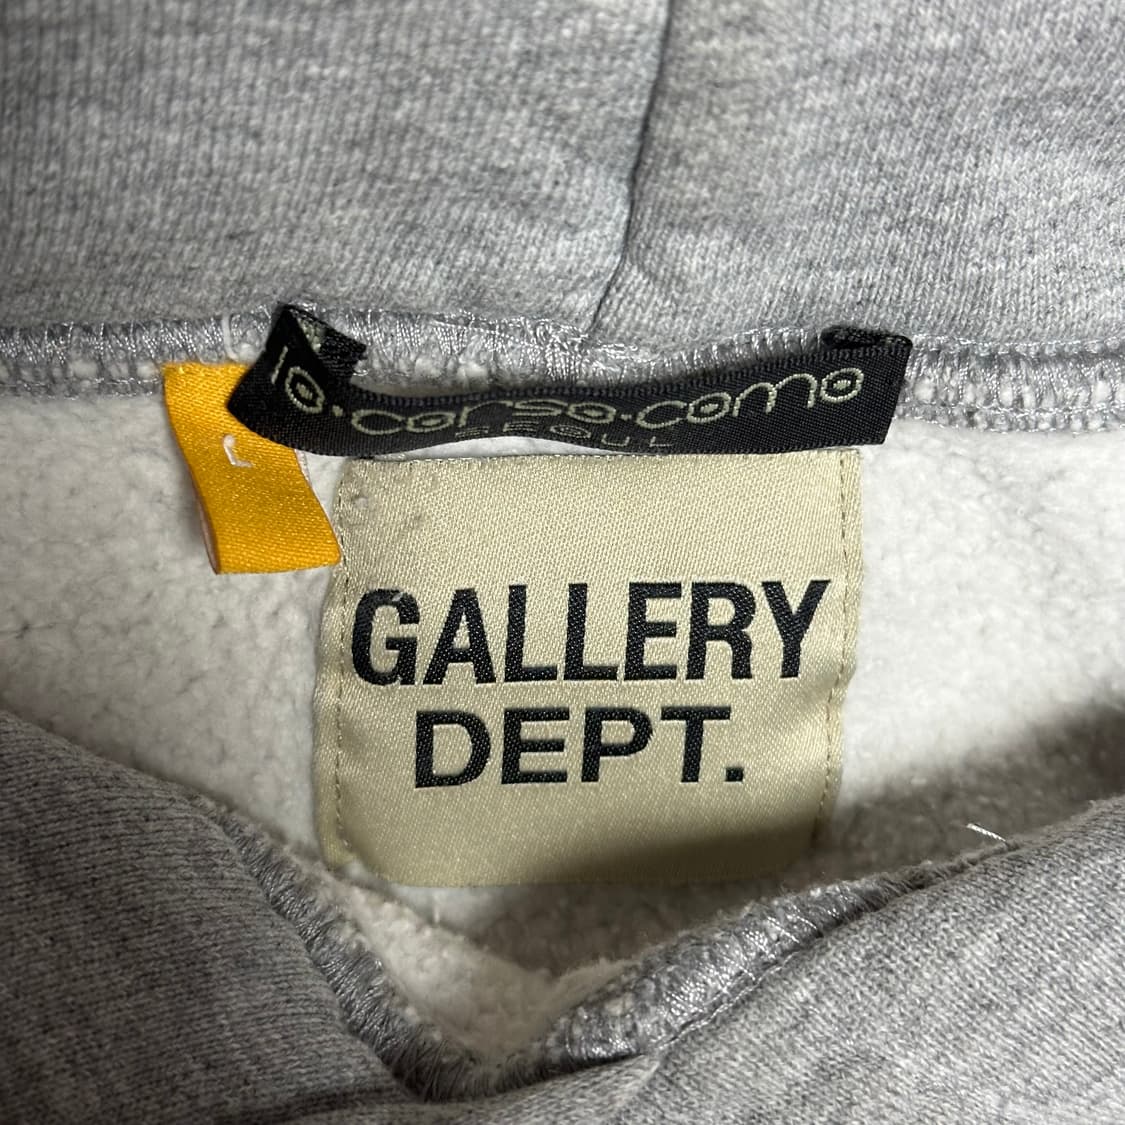 10·corso·como
SEOUL
L
GALLERY
DEPT.